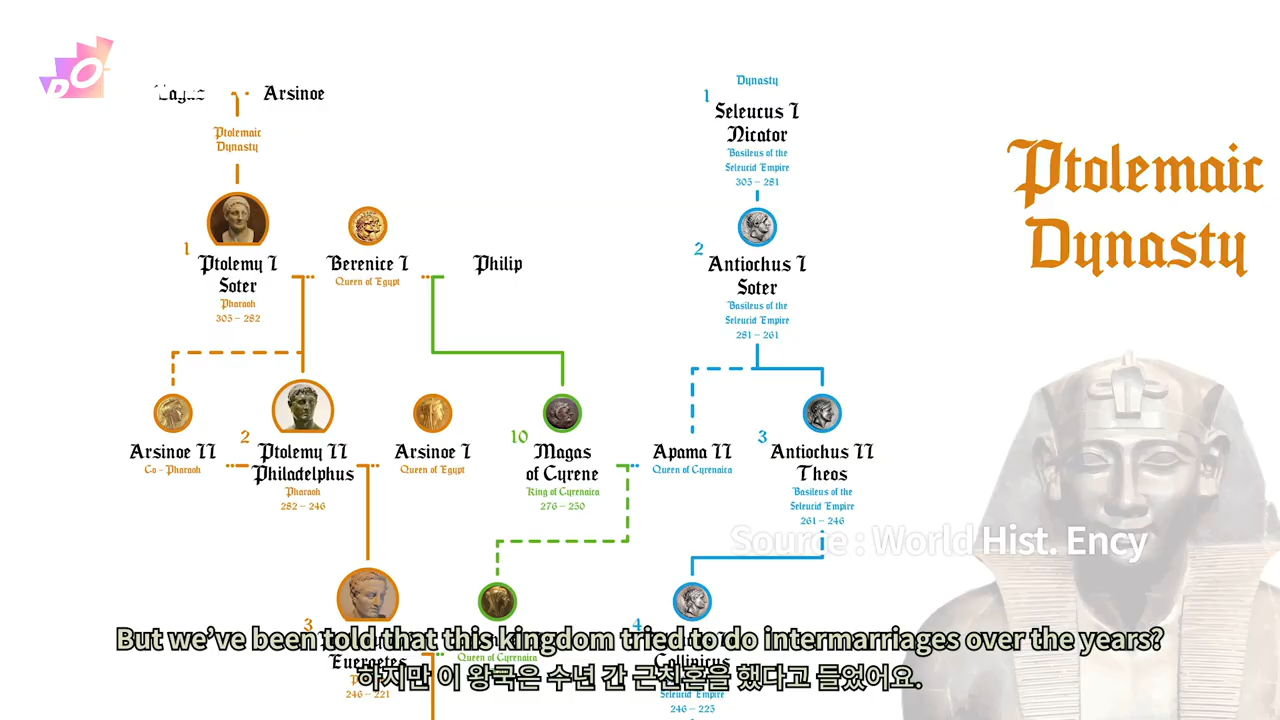 Lagus
Arsinoe
Ptolemaic
Dynasty
Dynasty
1
Seleucus I
Nicator
Basileus of the
Seleucid Empire
305 – 281
Ptolemaic
Dynasty
1
Ptolemy I
Soter
Pharaoh
305 – 282
Berenice I
Queen of Egypt
Philip
2
Antiochus I
Soter
Basileus of the
Seleucid Empire
281 – 261
Arsinoe II
Co - Pharaoh
2
Ptolemy II
Philadelphus
Pharaoh
282 – 246
Arsinoe I
Queen of Egypt
10
Magas
of Cyrene
King of Cyrenaica
276 – 250
Apama II
Queen of Cyrenaica
3
Antiochus II
Theos
Basileus of the
Seleucid Empire
261 – 246
Source : World Hist. Ency
3
4
But we've been told that this kingdom tried to do intermarriages over the years?
Euergetes
Queen of Cyrenaica
Callinicus
하지만 이 왕국은 수년 간 근친혼을 했다고 들었어요.
246 – 221
Seleucid Empire
246 – 225